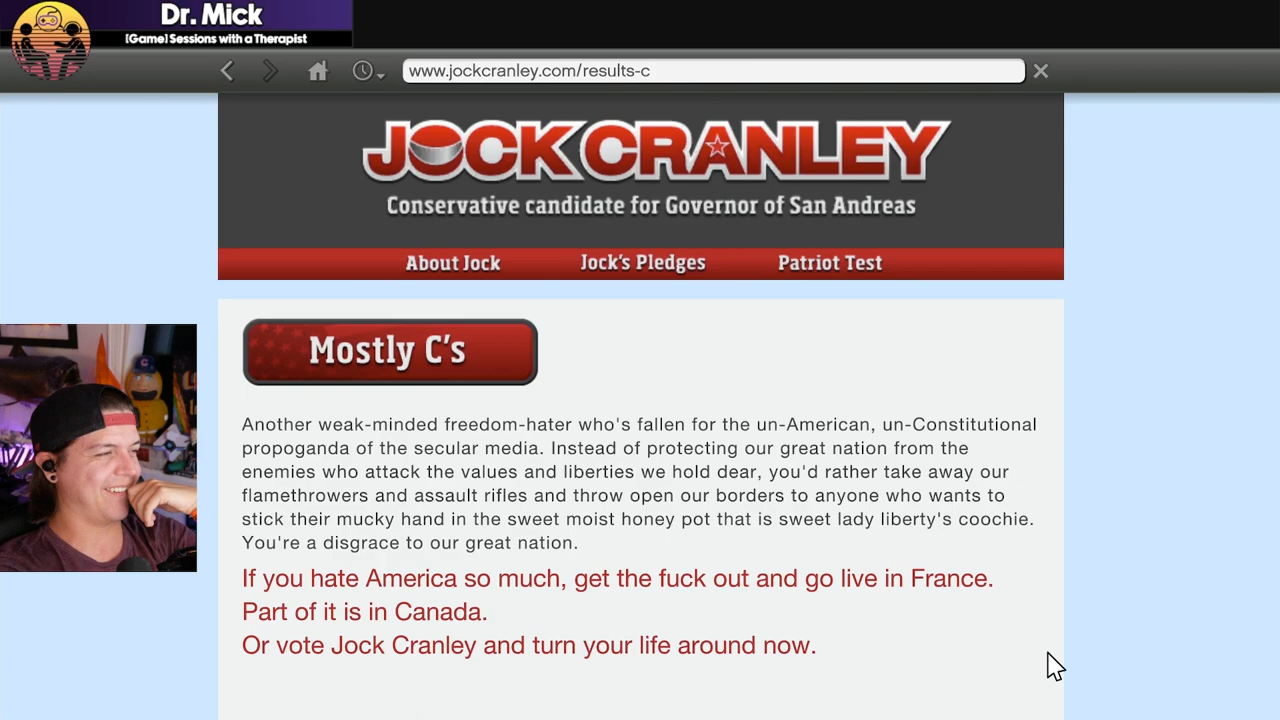 Dr. Mick
[Game] Sessions with a Therapist
www.jockcranley.com/results-c
JOCK CRANLEY
Conservative candidate for Governor of San Andreas
About Jock
Jock's Pledges
Patriot Test
Mostly C's
Another weak-minded freedom-hater who's fallen for the un-American, un-Constitutional
propoganda of the secular media. Instead of protecting our great nation from the
enemies who attack the values and liberties we hold dear, you'd rather take away our
flamethrowers and assault rifles and throw open our borders to anyone who wants to
stick their mucky hand in the sweet moist honey pot that is sweet lady liberty's coochie.
You're a disgrace to our great nation.
If you hate America so much, get the fuck out and go live in France.
Part of it is in Canada.
Or vote Jock Cranley and turn your life around now.